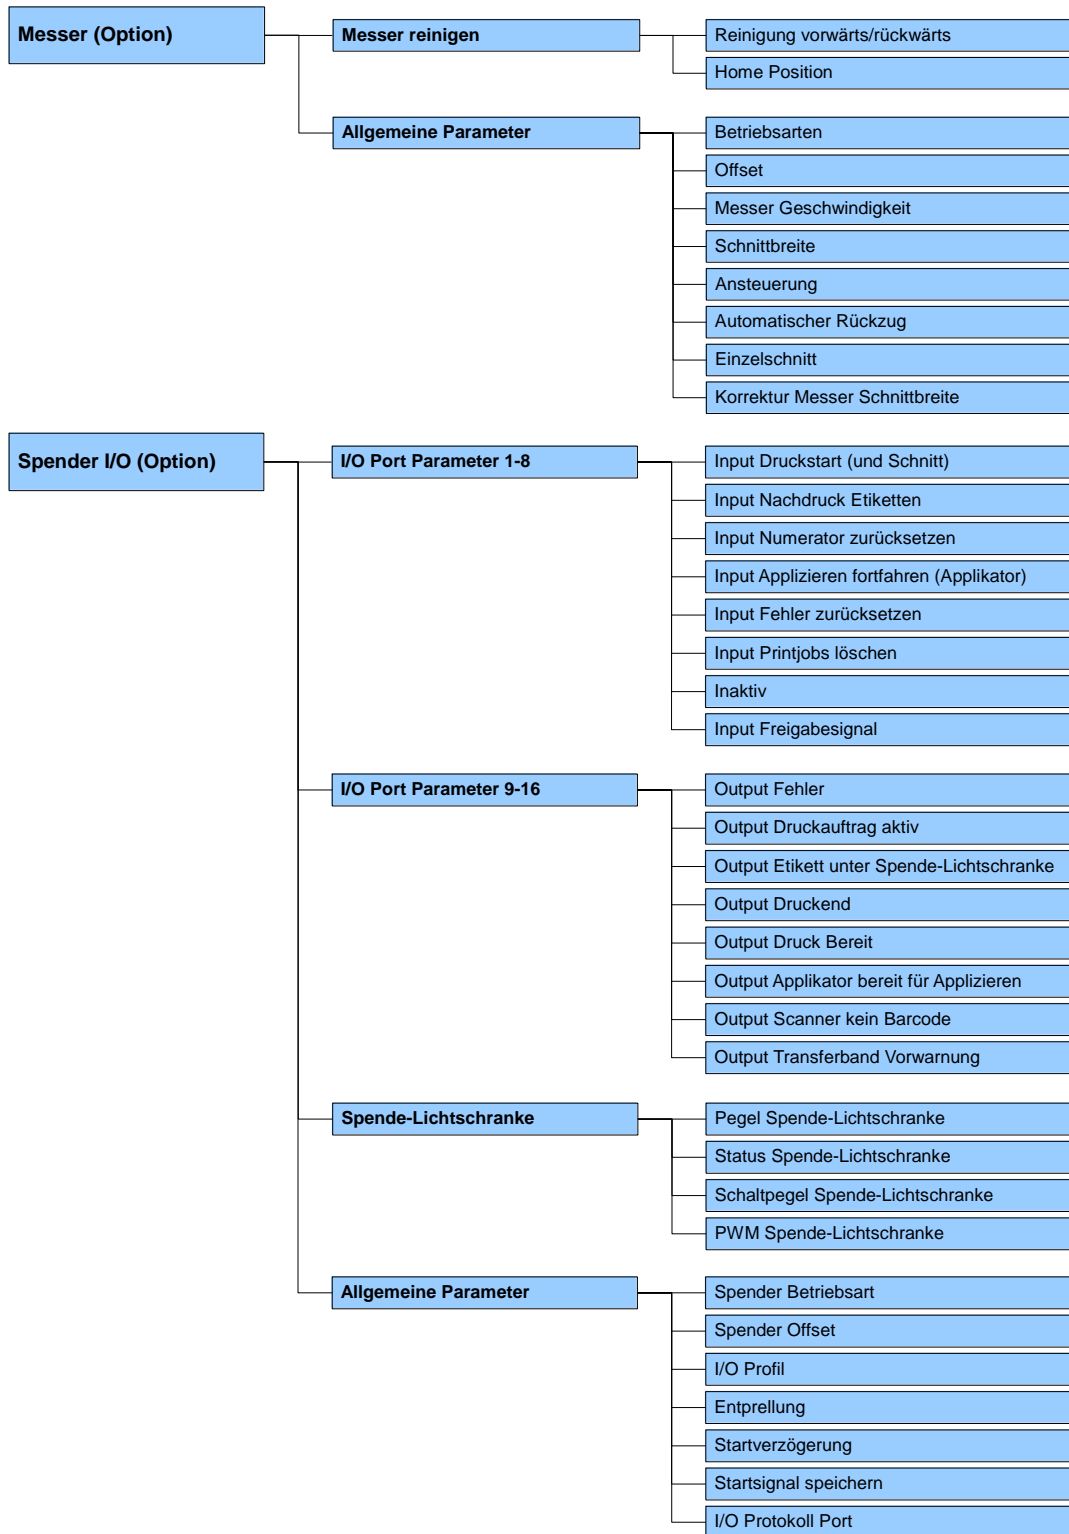 Messer (Option)
Messer reinigen
Reinigung vorwärts/rückwärts
Home Position
Allgemeine Parameter
Betriebsarten
Offset
Messer Geschwindigkeit
Schnittbreite
Ansteuerung
Automatischer Rückzug
Einzelschnitt
Korrektur Messer Schnittbreite
Spender I/O (Option)
I/O Port Parameter 1-8
Input Druckstart (und Schnitt)
Input Nachdruck Etiketten
Input Numerator zurücksetzen
Input Applizieren fortfahren (Applikator)
Input Fehler zurücksetzen
Input Printjobs löschen
Inaktiv
Input Freigabesignal
I/O Port Parameter 9-16
Output Fehler
Output Druckauftrag aktiv
Output Etikett unter Spende-Lichtschranke
Output Druckend
Output Druck Bereit
Output Applikator bereit für Applizieren
Output Scanner kein Barcode
Output Transferband Vorwarnung
Spende-Lichtschranke
Pegel Spende-Lichtschranke
Status Spende-Lichtschranke
Schaltpegel Spende-Lichtschranke
PWM Spende-Lichtschranke
Allgemeine Parameter
Spender Betriebsart
Spender Offset
I/O Profil
Entprellung
Startverzögerung
Startsignal speichern
I/O Protokoll Port